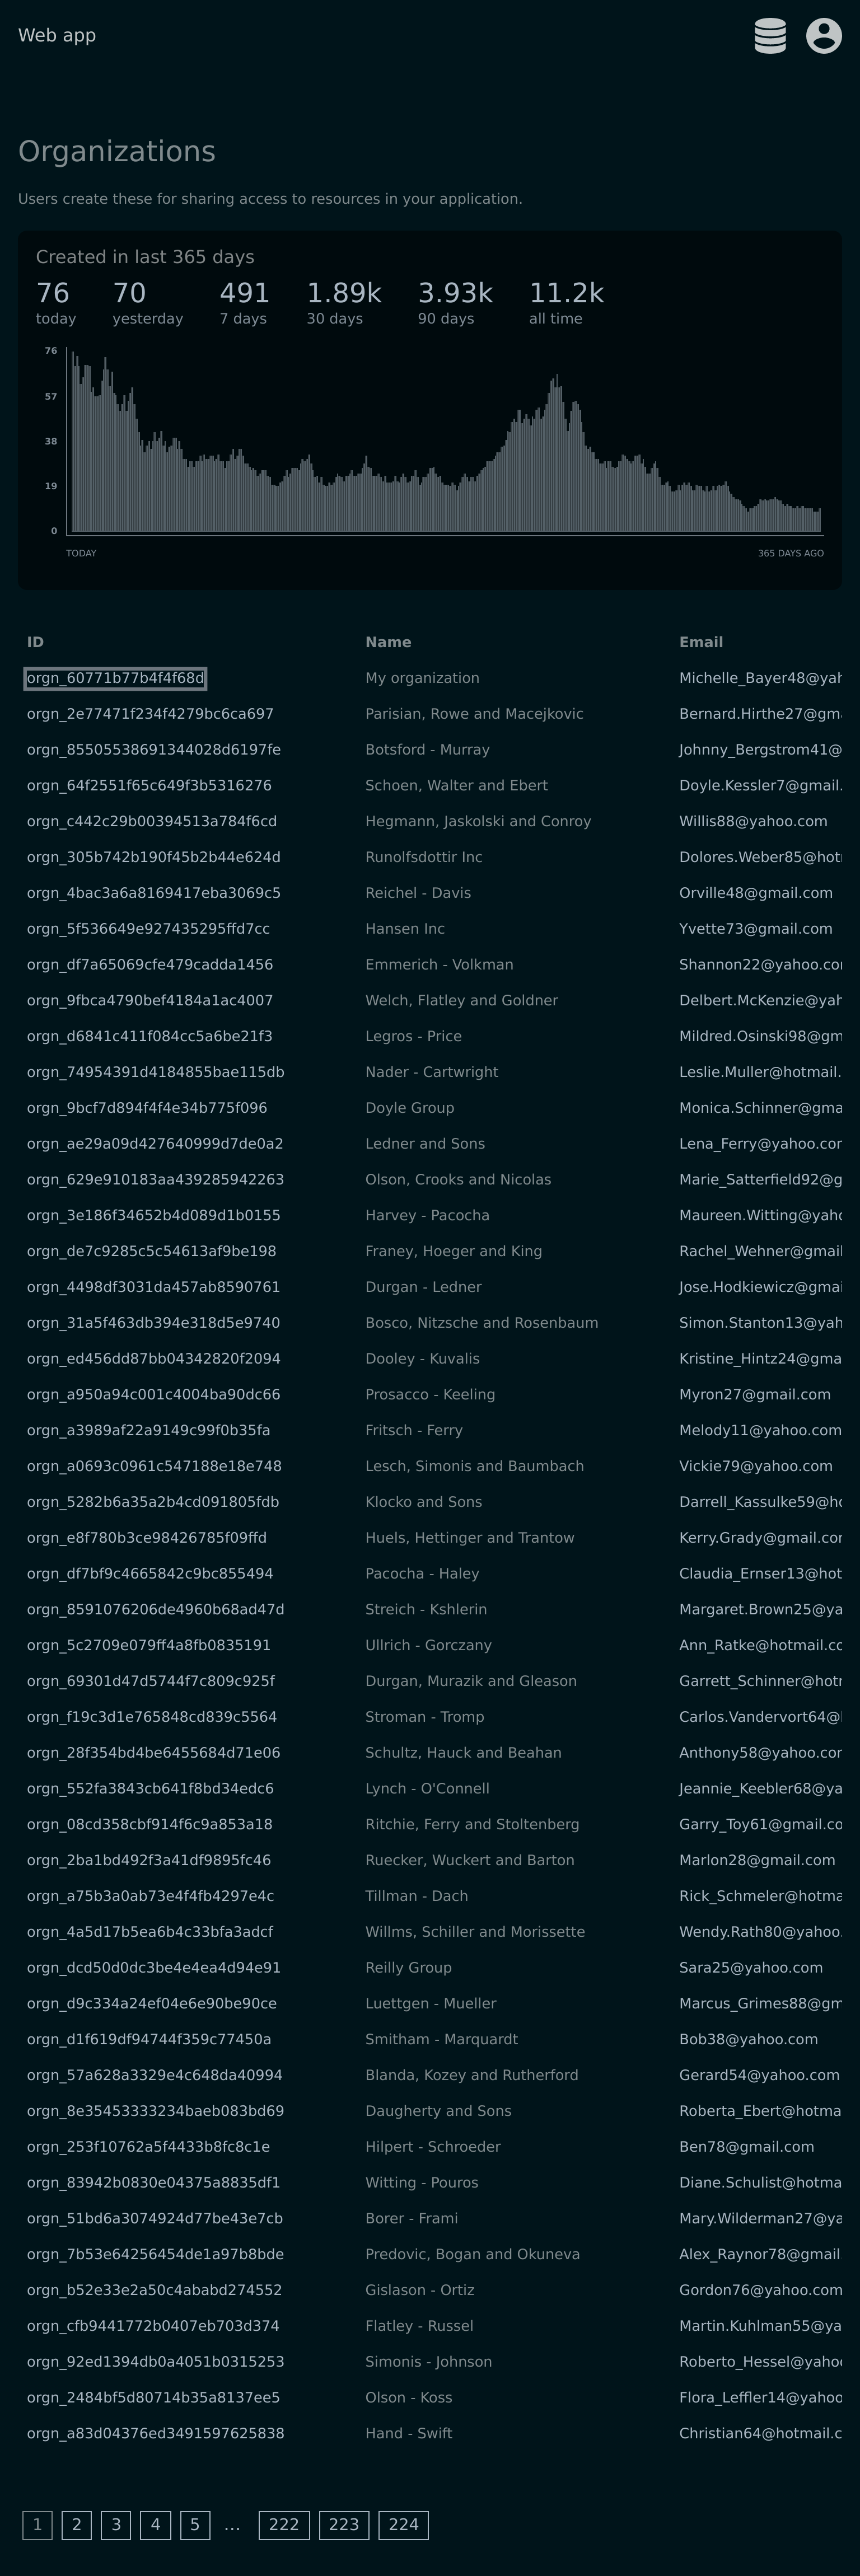 Web app
Organizations
Users create these for sharing access to resources in your application.
Created in last 365 days
76 70 491 1.89k 3.93k 11.2k
today yesterday 7 days 30 days 90 days all time
76
57
38
19
0
TODAY 365 DAYS AGO
ID Name Email
orgn_60771b77b4f4f68d My organization Michelle_Bayer48@yah
orgn_2e77471f234f4279bc6ca697 Parisian, Rowe and Macejkovic Bernard.Hirthe27@gm
orgn_85505538691344028d6197fe Botsford - Murray Johnny_Bergstrom41@
orgn_64f2551f65c649f3b5316276 Schoen, Walter and Ebert Doyle.Kessler7@gmail.
orgn_c442c29b00394513a784f6cd Hegmann, Jaskolski and Conroy Willis88@yahoo.com
orgn_305b742b190f45b2b44e624d Runolfsdottir Inc Dolores.Weber85@hot
orgn_4bac3a6a8169417eba3069c5 Reichel - Davis Orville48@gmail.com
orgn_5f536649e927435295ffd7cc Hansen Inc Yvette73@gmail.com
orgn_df7a65069cfe479cadda1456 Emmerich - Volkman Shannon22@yahoo.co
orgn_9fbca4790bef4184a1ac4007 Welch, Flatley and Goldner Delbert.McKenzie@yah
orgn_d6841c411f084cc5a6be21f3 Legros - Price Mildred.Osinski98@gm
orgn_74954391d4184855bae115db Nader - Cartwright Leslie.Muller@hotmail.
orgn_9bcf7d894f4f4e34b775f096 Doyle Group Monica.Schinner@gma
orgn_ae29a09d427640999d7de0a2 Ledner and Sons Lena_Ferry@yahoo.co
orgn_629e910183aa439285942263 Olson, Crooks and Nicolas Marie_Satterfield92@g
orgn_3e186f34652b4d089d1b0155 Harvey - Pacocha Maureen.Witting@yaho
orgn_de7c9285c5c54613af9be198 Franey, Hoeger and King Rachel_Wehner@gmail
orgn_4498df3031da457ab8590761 Durgan - Ledner Jose.Hodkiewicz@gmai
orgn_31a5f463db394e318d5e9740 Bosco, Nitzsche and Rosenbaum Simon.Stanton13@yah
orgn_ed456dd87bb04342820f2094 Dooley - Kuvalis Kristine_Hintz24@gma
orgn_a950a94c001c4004ba90dc66 Prosacco - Keeling Myron27@gmail.com
orgn_a3989af22a9149c99f0b35fa Fritsch - Ferry Melody11@yahoo.com
orgn_a0693c0961c547188e18e748 Lesch, Simonis and Baumbach Vickie79@yahoo.com
orgn_5282b6a35a2b4cd091805fdb Klocko and Sons Darrell_Kassulke59@ho
orgn_e8f780b3ce98426785f09ffd Huels, Hettinger and Trantow Kerry.Grady@gmail.co
orgn_df7bf9c4665842c9bc855494 Pacocha - Haley Claudia_Ernser13@hot
orgn_8591076206de4960b68ad47d Streich - Kshlerin Margaret.Brown25@ya
orgn_5c2709e079ff4a8fb0835191 Ullrich - Gorczany Ann_Ratke@hotmail.co
orgn_69301d47d5744f7c809c925f Durgan, Murazik and Gleason Garrett_Schinner@hot
orgn_f19c3d1e765848cd839c5564 Stroman - Tromp Carlos.Vandervort64@
orgn_28f354bd4be6455684d71e06 Schultz, Hauck and Beahan Anthony58@yahoo.co
orgn_552fa3843cb641f8bd34edc6 Lynch - O'Connell Jeannie_Keebler68@ya
orgn_08cd358cbf914f6c9a853a18 Ritchie, Ferry and Stoltenberg Garry_Toy61@gmail.co
orgn_2ba1bd492f3a41df9895fc46 Ruecker, Wuckert and Barton Marlon28@gmail.com
orgn_a75b3a0ab73e4f4fb4297e4c Tillman - Dach Rick_Schmeler@hotma
orgn_4a5d17b5ea6b4c33bfa3adcf Willms, Schiller and Morissette Wendy.Rath80@yahoo.
orgn_dcd50d0dc3be4e4ea4d94e91 Reilly Group Sara25@yahoo.com
orgn_d9c334a24ef04e6e90be90ce Luettgen - Mueller Marcus_Grimes88@gm
orgn_d1f619df94744f359c77450a Smitham - Marquardt Bob38@yahoo.com
orgn_57a628a3329e4c648da40994 Blanda, Kozey and Rutherford Gerard54@yahoo.com
orgn_8e35453333234baeb083bd69 Daugherty and Sons Roberta_Ebert@hotma
orgn_253f10762a5f4433b8fc8c1e Hilpert - Schroeder Ben78@gmail.com
orgn_83942b0830e04375a8835df1 Witting - Pouros Diane.Schulist@hotma
orgn_51bd6a3074924d77be43e7cb Borer - Frami Mary.Wilderman27@ya
orgn_7b53e64256454de1a97b8bde Predovic, Bogan and Okuneva Alex_Raynor78@gmail
orgn_b52e33e2a50c4ababd274552 Gislason - Ortiz Gordon76@yahoo.com
orgn_cfb9441772b0407eb703d374 Flatley - Russel Martin.Kuhlman55@ya
orgn_92ed1394db0a4051b0315253 Simonis - Johnson Roberto_Hessel@yaho
orgn_2484bf5d80714b35a8137ee5 Olson - Koss Flora_Leffler14@yahoo
orgn_a83d04376ed3491597625838 Hand - Swift Christian64@hotmail.c
1 2 3 4 5 … 222 223 224